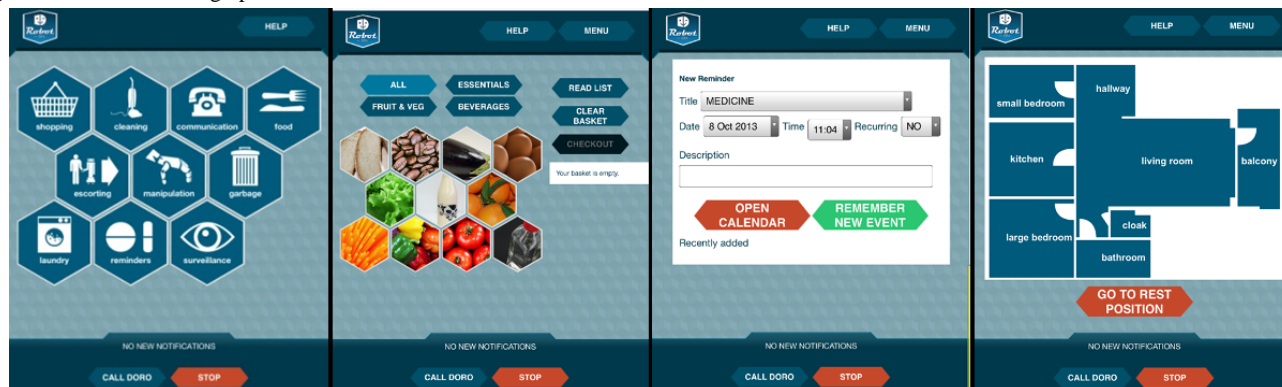 Robot
HELP
shopping
cleaning
communication
food
escorting
manipulation
garbage
laundry
reminders
surveillance
NO NEW NOTIFICATIONS
CALL DORO
STOP
Robot
HELP
MENU
ALL
ESSENTIALS
FRUIT & VEG
BEVERAGES
READ LIST
CLEAR
BASKET
CHECKOUT
Your basket is empty.
NO NEW NOTIFICATIONS
CALL DORO
STOP
Robot
HELP
MENU
New Reminder
Title MEDICINE
Date 8 Oct 2013 Time 11:04 Recurring NO
Description
OPEN
CALENDAR
REMEMBER
NEW EVENT
Recently added
NO NEW NOTIFICATIONS
CALL DORO
STOP
Robot
HELP
MENU
small bedroom
hallway
kitchen
living room
balcony
large bedroom
cloak
bathroom
GO TO REST
POSITION
NO NEW NOTIFICATIONS
CALL DORO
STOP